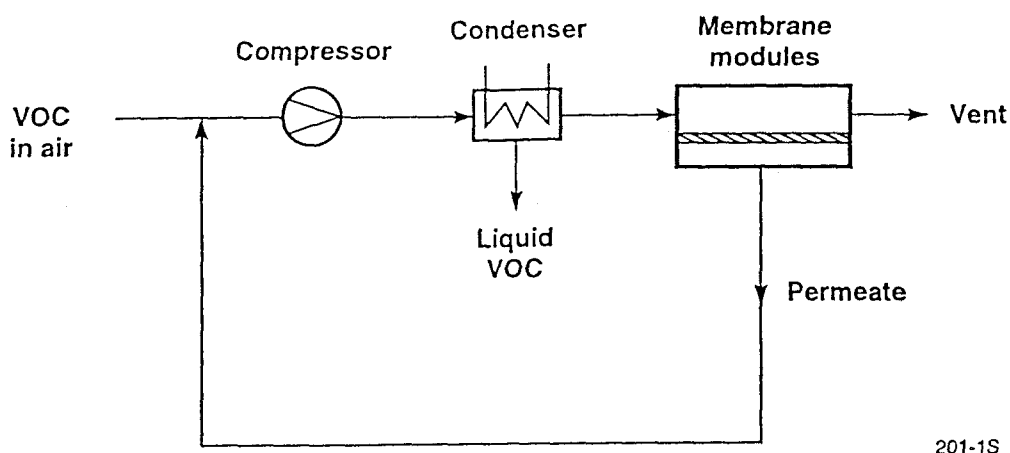 Compressor
Condenser
Membrane
modules
VOC
in air
Vent
Liquid
VOC
Permeate
201-1S